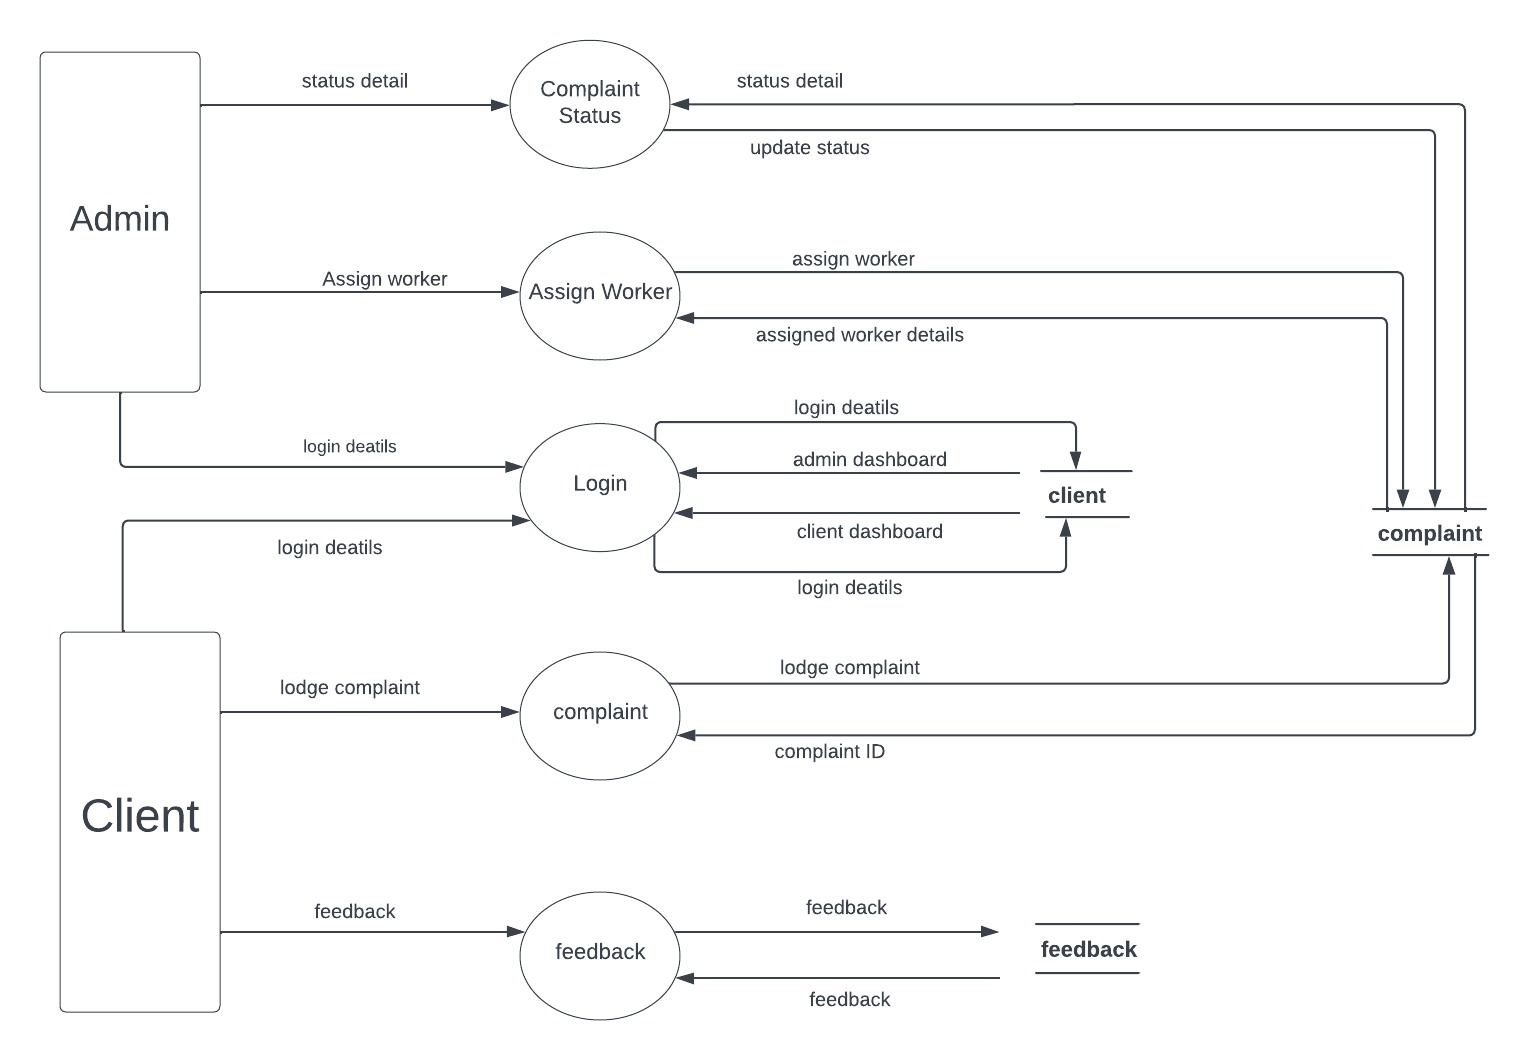 status detail
Complaint
Status
status detail
update status
Admin
Assign worker
Assign Worker
assign worker
assigned worker details
login deatils
login deatils
Login
admin dashboard
client
client dashboard
complaint
login deatils
login deatils
lodge complaint
complaint
lodge complaint
complaint ID
Client
feedback
feedback
feedback
feedback
feedback